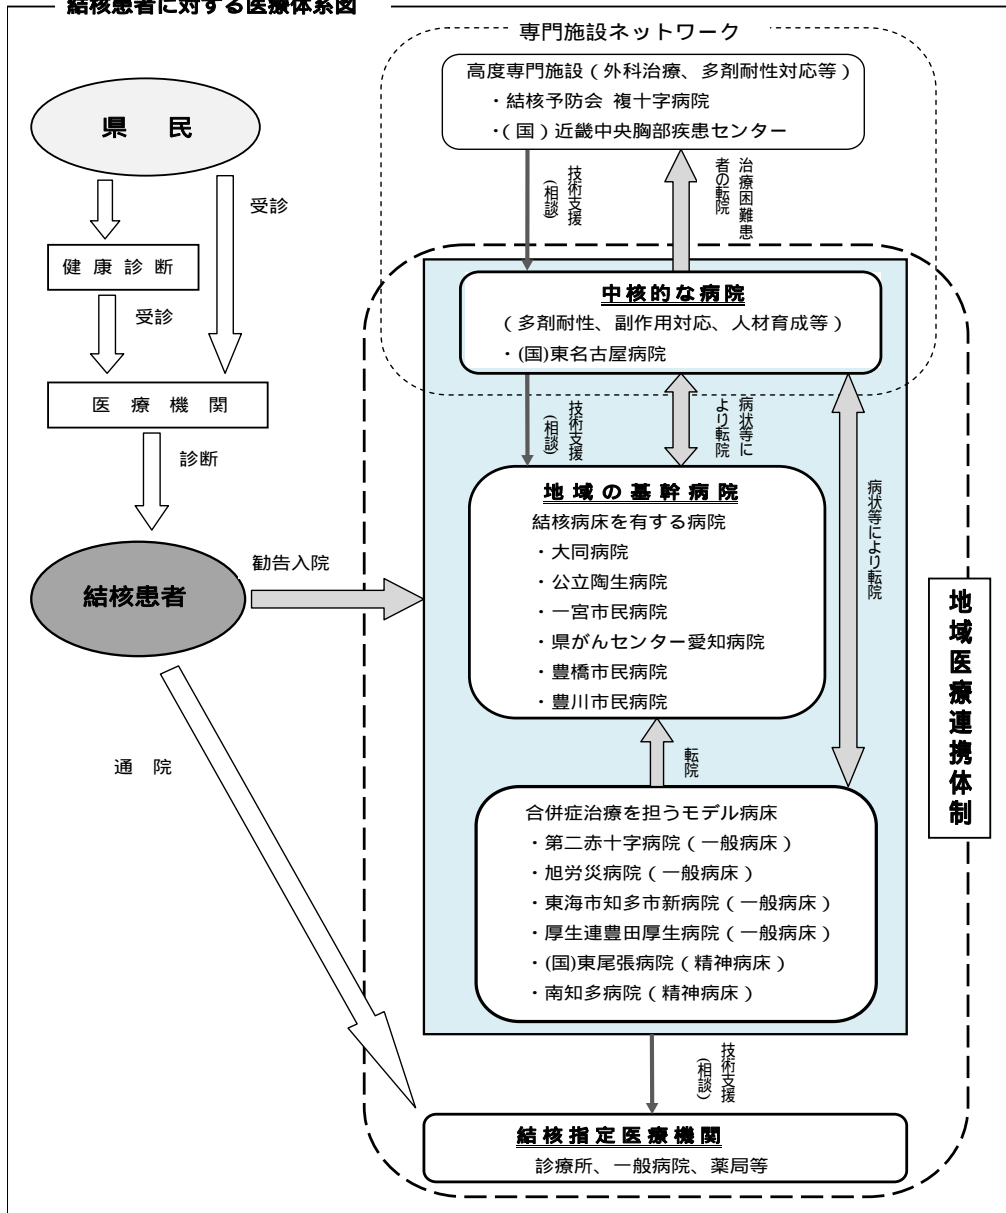 結核患者に対する医療体系図
専門施設ネットワーク
高度専門施設（外科治療、多剤耐性対応等）
・結核予防会 複十字病院
・（国）近畿中央胸部疾患センター
県　民
受診
健康診断
受診
医療機関
診断
結核患者
勧告入院
通　院
技術支援
（相談）
治療困難患
者の転院
中核的な病院
（多剤耐性、副作用対応、人材育成等）
・(国)東名古屋病院
技術支援
（相談）
病状等に
より転院
病状等により転院
地域の基幹病院
結核病床を有する病院
・大同病院
・公立陶生病院
・一宮市民病院
・県がんセンター愛知病院
・豊橋市民病院
・豊川市民病院
転院
合併症治療を担うモデル病床
・第二赤十字病院（一般病床）
・旭労災病院（一般病床）
・東海市知多市新病院（一般病床）
・厚生連豊田厚生病院（一般病床）
・(国)東尾張病院（精神病床）
・南知多病院（精神病床）
地域医療連携体制
技術支援
（相談）
結核指定医療機関
診療所、一般病院、薬局等